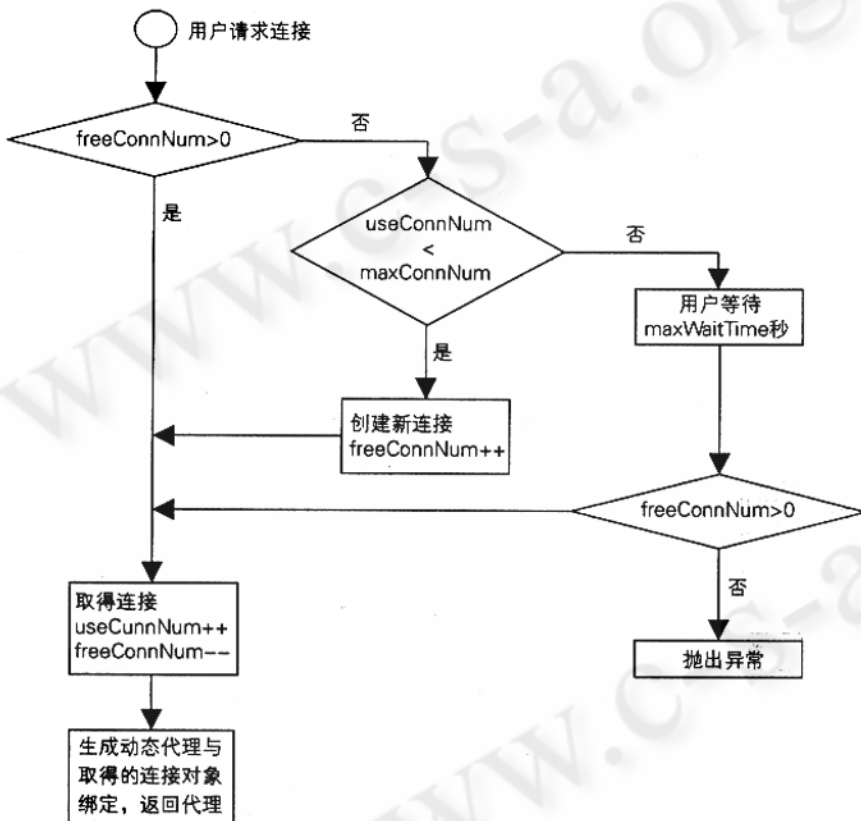 用户请求连接
freeConnNum>0
否
是
useConnNum
<
maxConnNum
否
用户等待
maxWaitTime秒
是
创建新连接
freeConnNum++
freeConnNum>0
取得连接
useCunnNum++
freeConnNum--
否
抛出异常
生成动态代理与
取得的连接对象
绑定，返回代理
www.c-s-a.org
www.c-s-a